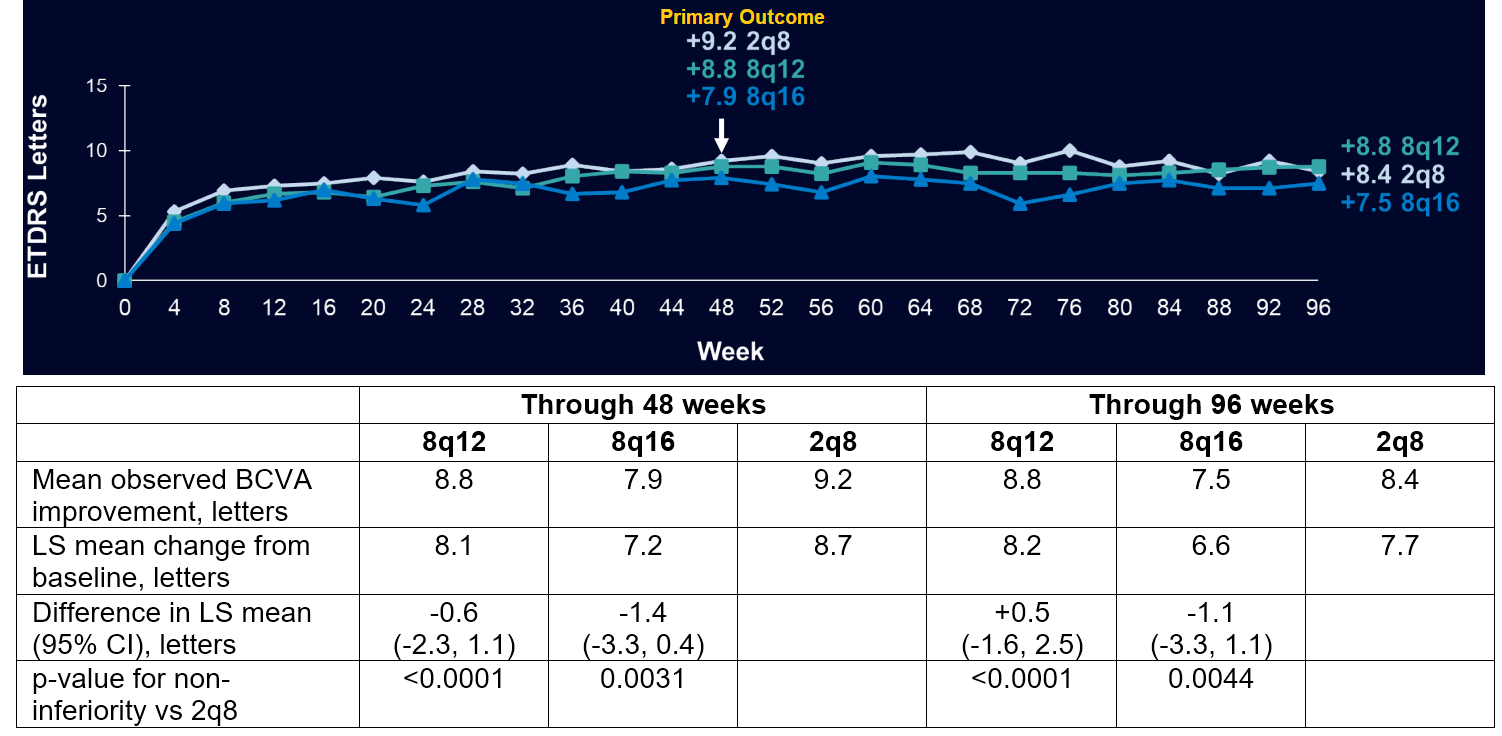 Primary Outcome
+9.2 2q8
+8.8 8q12
+7.9 8q16
15
10
5
0
ETDRS Letters
+8.8 8q12
+8.4 2q8
+7.5 8q16
0 4 8 12 16 20 24 28 32 36 40 44 48 52 56 60 64 68 72 76 80 84 88 92 96
Week
Through 48 weeks Through 96 weeks
8q12 8q16 2q8 8q12 8q16 2q8
Mean observed BCVA
improvement, letters
8.8 7.9 9.2 8.8 7.5 8.4
LS mean change from
baseline, letters
8.1 7.2 8.7 8.2 6.6 7.7
Difference in LS mean
(95% CI), letters
-0.6 -1.4 +0.5 -1.1
(-2.3, 1.1) (-3.3, 0.4) (-1.6, 2.5) (-3.3, 1.1)
p-value for non-
inferiority vs 2q8
<0.0001 0.0031 <0.0001 0.0044